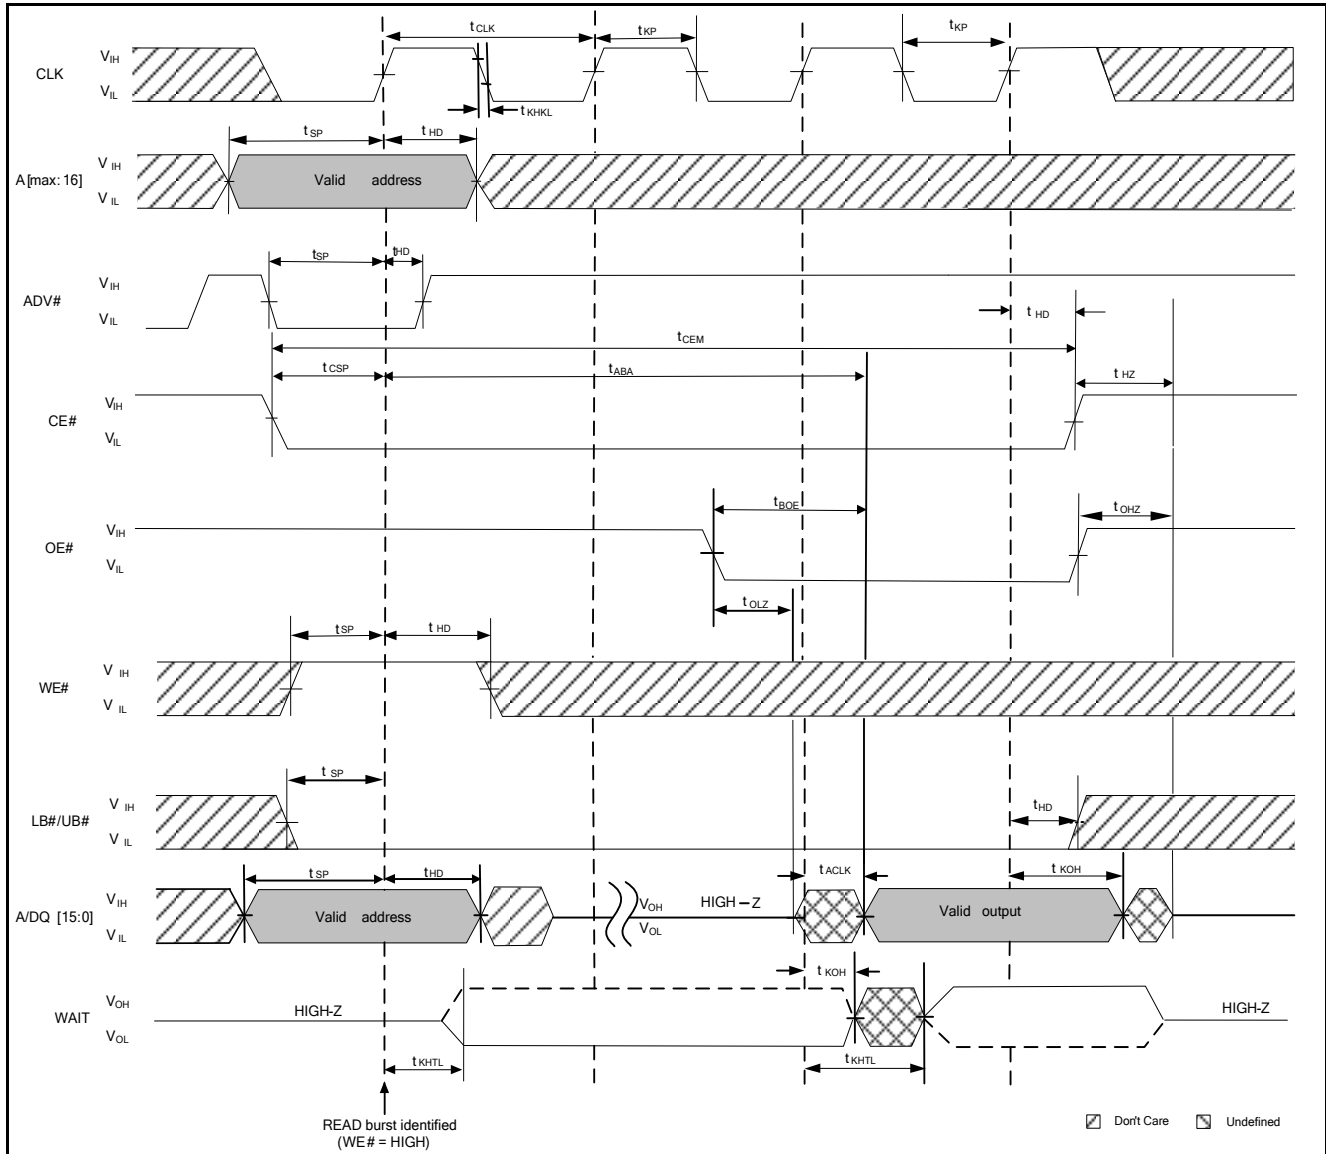 tCLK
tKP
tKP
VIH
CLK
VIL
tKHKL
tSP
tHD
VIH
A[max:16]
Valid address
VIL
tSP
tHD
VIH
ADV#
VIL
tHD
tCEM
tCSP
tABA
tHZ
VIH
CE#
VIL
tBOE
tOHZ
VIH
OE#
VIL
tOLZ
tSP
tHD
VIH
WE#
VIL
tSP
VIH
LB#/UB#
VIL
tHD
tSP
tHD
tACLK
tKOH
VIH
A/DQ [15:0]
VIL
Valid address
VOH
VOL
HIGH-Z
Valid output
tKOH
VOH
WAIT
VOL
HIGH-Z
HIGH-Z
tKHTL
tKHTL
READ burst identified
(WE# = HIGH)
Don't Care
Undefined